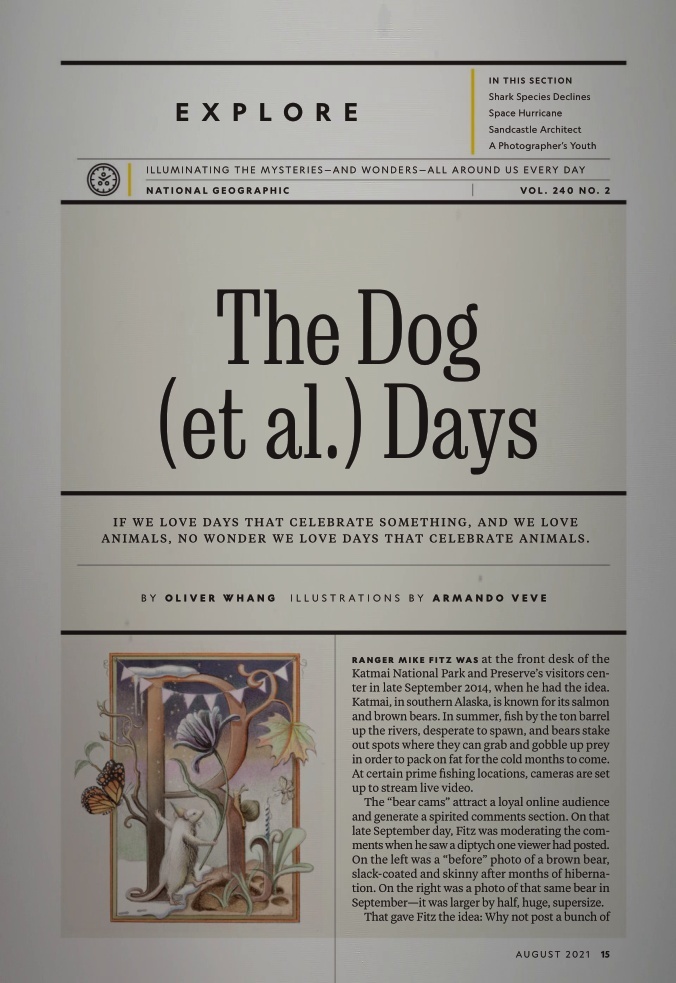 EXPLORE
IN THIS SECTION
Shark Species Declines
Space Hurricane
Sandcastle Architect
A Photographer's Youth
ILLUMINATING THE MYSTERIES—AND WONDERS—ALL AROUND US EVERY DAY
NATIONAL GEOGRAPHIC
VOL. 240 NO. 2
The Dog
(et al.) Days
IF WE LOVE DAYS THAT CELEBRATE SOMETHING, AND WE LOVE
ANIMALS, NO WONDER WE LOVE DAYS THAT CELEBRATE ANIMALS.
BY OLIVER WHANG ILLUSTRATIONS BY ARMANDO VEVE
R
RANGER MIKE FITZ WAS at the front desk of the
Katmai National Park and Preserve's visitors cen-
ter in late September 2014, when he had the idea.
Katmai, in southern Alaska, is known for its salmon
and brown bears. In summer, fish by the ton barrel
up the rivers, desperate to spawn, and bears stake
out spots where they can grab and gobble up prey
in order to pack on fat for the cold months to come.
At certain prime fishing locations, cameras are set
up to stream live video.
The “bear cams” attract a loyal online audience
and generate a spirited comments section. On that
late September day, Fitz was moderating the com-
ments when he saw a diptych one viewer had posted.
On the left was a “before” photo of a brown bear,
slack-coated and skinny after months of hiberna-
tion. On the right was a photo of that same bear in
September—it was larger by half, huge, supersize.
That gave Fitz the idea: Why not post a bunch of
AUGUST 2021 15